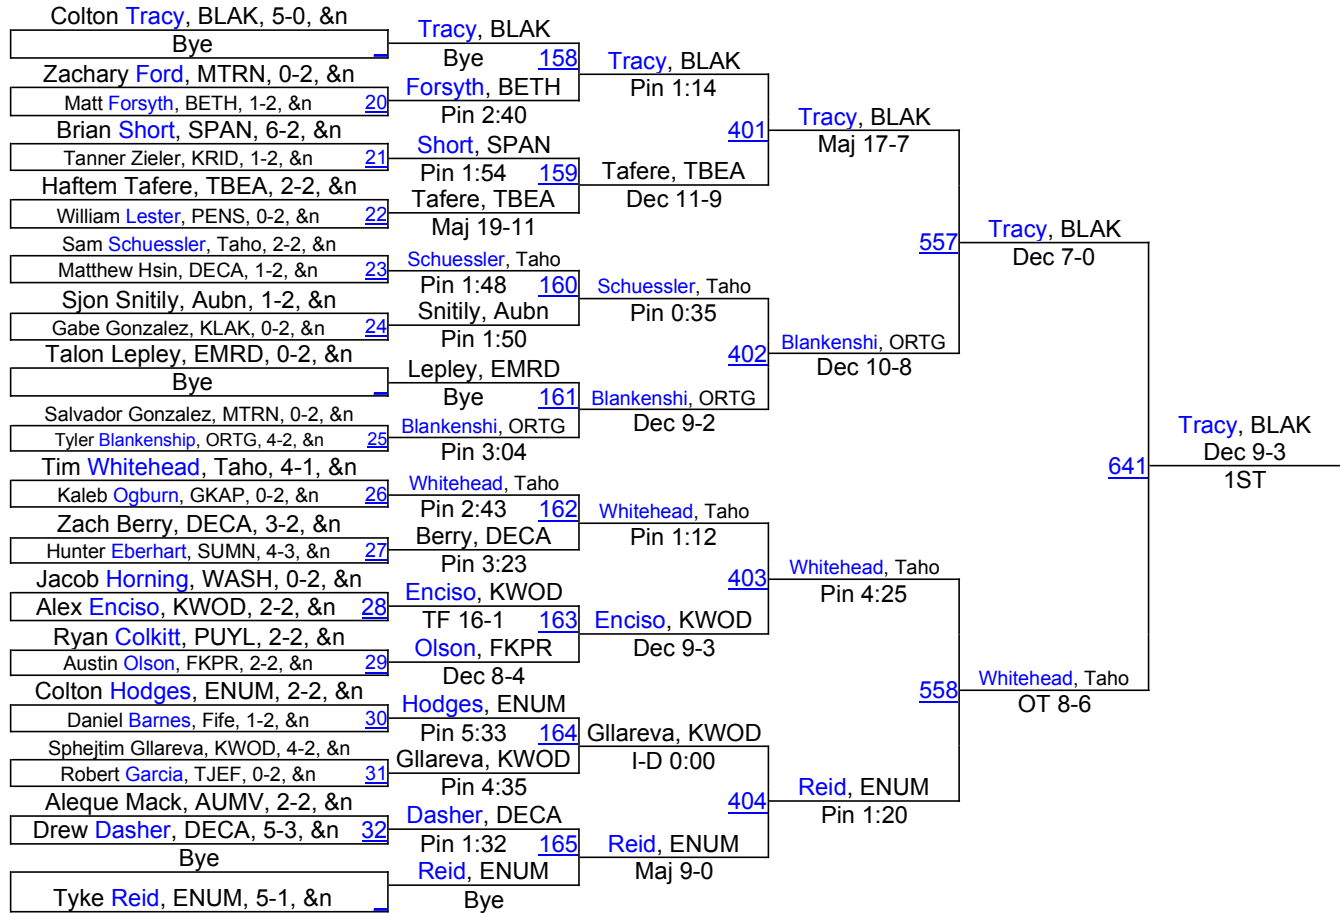 Colton Tracy, BLAK, 5-0, &n
Bye
Zachary Ford, MTRN, 0-2, &n
Matt Forsyth, BETH, 1-2, &n 20
Brian Short, SPAN, 6-2, &n
Tanner Zieler, KRID, 1-2, &n 21
Haftem Tafere, TBEA, 2-2, &n
William Lester, PENS, 0-2, &n 22
Sam Schuessler, Taho, 2-2, &n
Matthew Hsin, DECA, 1-2, &n 23
Sjon Snitily, Aubn, 1-2, &n
Gabe Gonzalez, KLAK, 0-2, &n 24
Talon Lepley, EMRD, 0-2, &n
Bye
Salvador Gonzalez, MTRN, 0-2, &n
Tyler Blankenship, ORTG, 4-2, &n 25
Tim Whitehead, Taho, 4-1, &n
Kaleb Ogburn, GKAP, 0-2, &n 26
Zach Berry, DECA, 3-2, &n
Hunter Eberhart, SUMN, 4-3, &n 27
Jacob Horning, WASH, 0-2, &n
Alex Enciso, KWOD, 2-2, &n 28
Ryan Colkitt, PUYL, 2-2, &n
Austin Olson, FKPR, 2-2, &n 29
Colton Hodges, ENUM, 2-2, &n
Daniel Barnes, Fife, 1-2, &n 30
Sphejtim Gllareva, KWOD, 4-2, &n
Robert Garcia, TJEF, 0-2, &n 31
Aleque Mack, AUMV, 2-2, &n
Drew Dasher, DECA, 5-3, &n 32
Bye
Tyke Reid, ENUM, 5-1, &n
Tracy, BLAK
Bye 158
Forsyth, BETH
Pin 2:40
Short, SPAN
Pin 1:54 159
Tafere, TBEA
Maj 19-11
Schuessler, Taho
Pin 1:48 160
Snitily, Aubn
Pin 1:50
Lepley, EMRD
Bye 161
Blankenshi, ORTG
Pin 3:04
Whitehead, Taho
Pin 2:43 162
Berry, DECA
Pin 3:23
Enciso, KWOD
TF 16-1 163
Olson, FKPR
Dec 8-4
Hodges, ENUM
Pin 5:33 164
Gllareva, KWOD
Pin 4:35
Dasher, DECA
Pin 1:32 165
Reid, ENUM
Bye
Tracy, BLAK
Pin 1:14
401
Tafere, TBEA
Dec 11-9
Schuessler, Taho
Pin 0:35
402
Blankenshi, ORTG
Dec 9-2
Whitehead, Taho
Pin 1:12
403
Enciso, KWOD
Dec 9-3
Gllareva, KWOD
I-D 0:00
404
Reid, ENUM
Maj 9-0
Tracy, BLAK
Maj 17-7
557
Blankenshi, ORTG
Dec 10-8
Whitehead, Taho
Pin 4:25
558
Reid, ENUM
Pin 1:20
Tracy, BLAK
Dec 7-0
641
Whitehead, Taho
OT 8-6
Tracy, BLAK
Dec 9-3
1ST